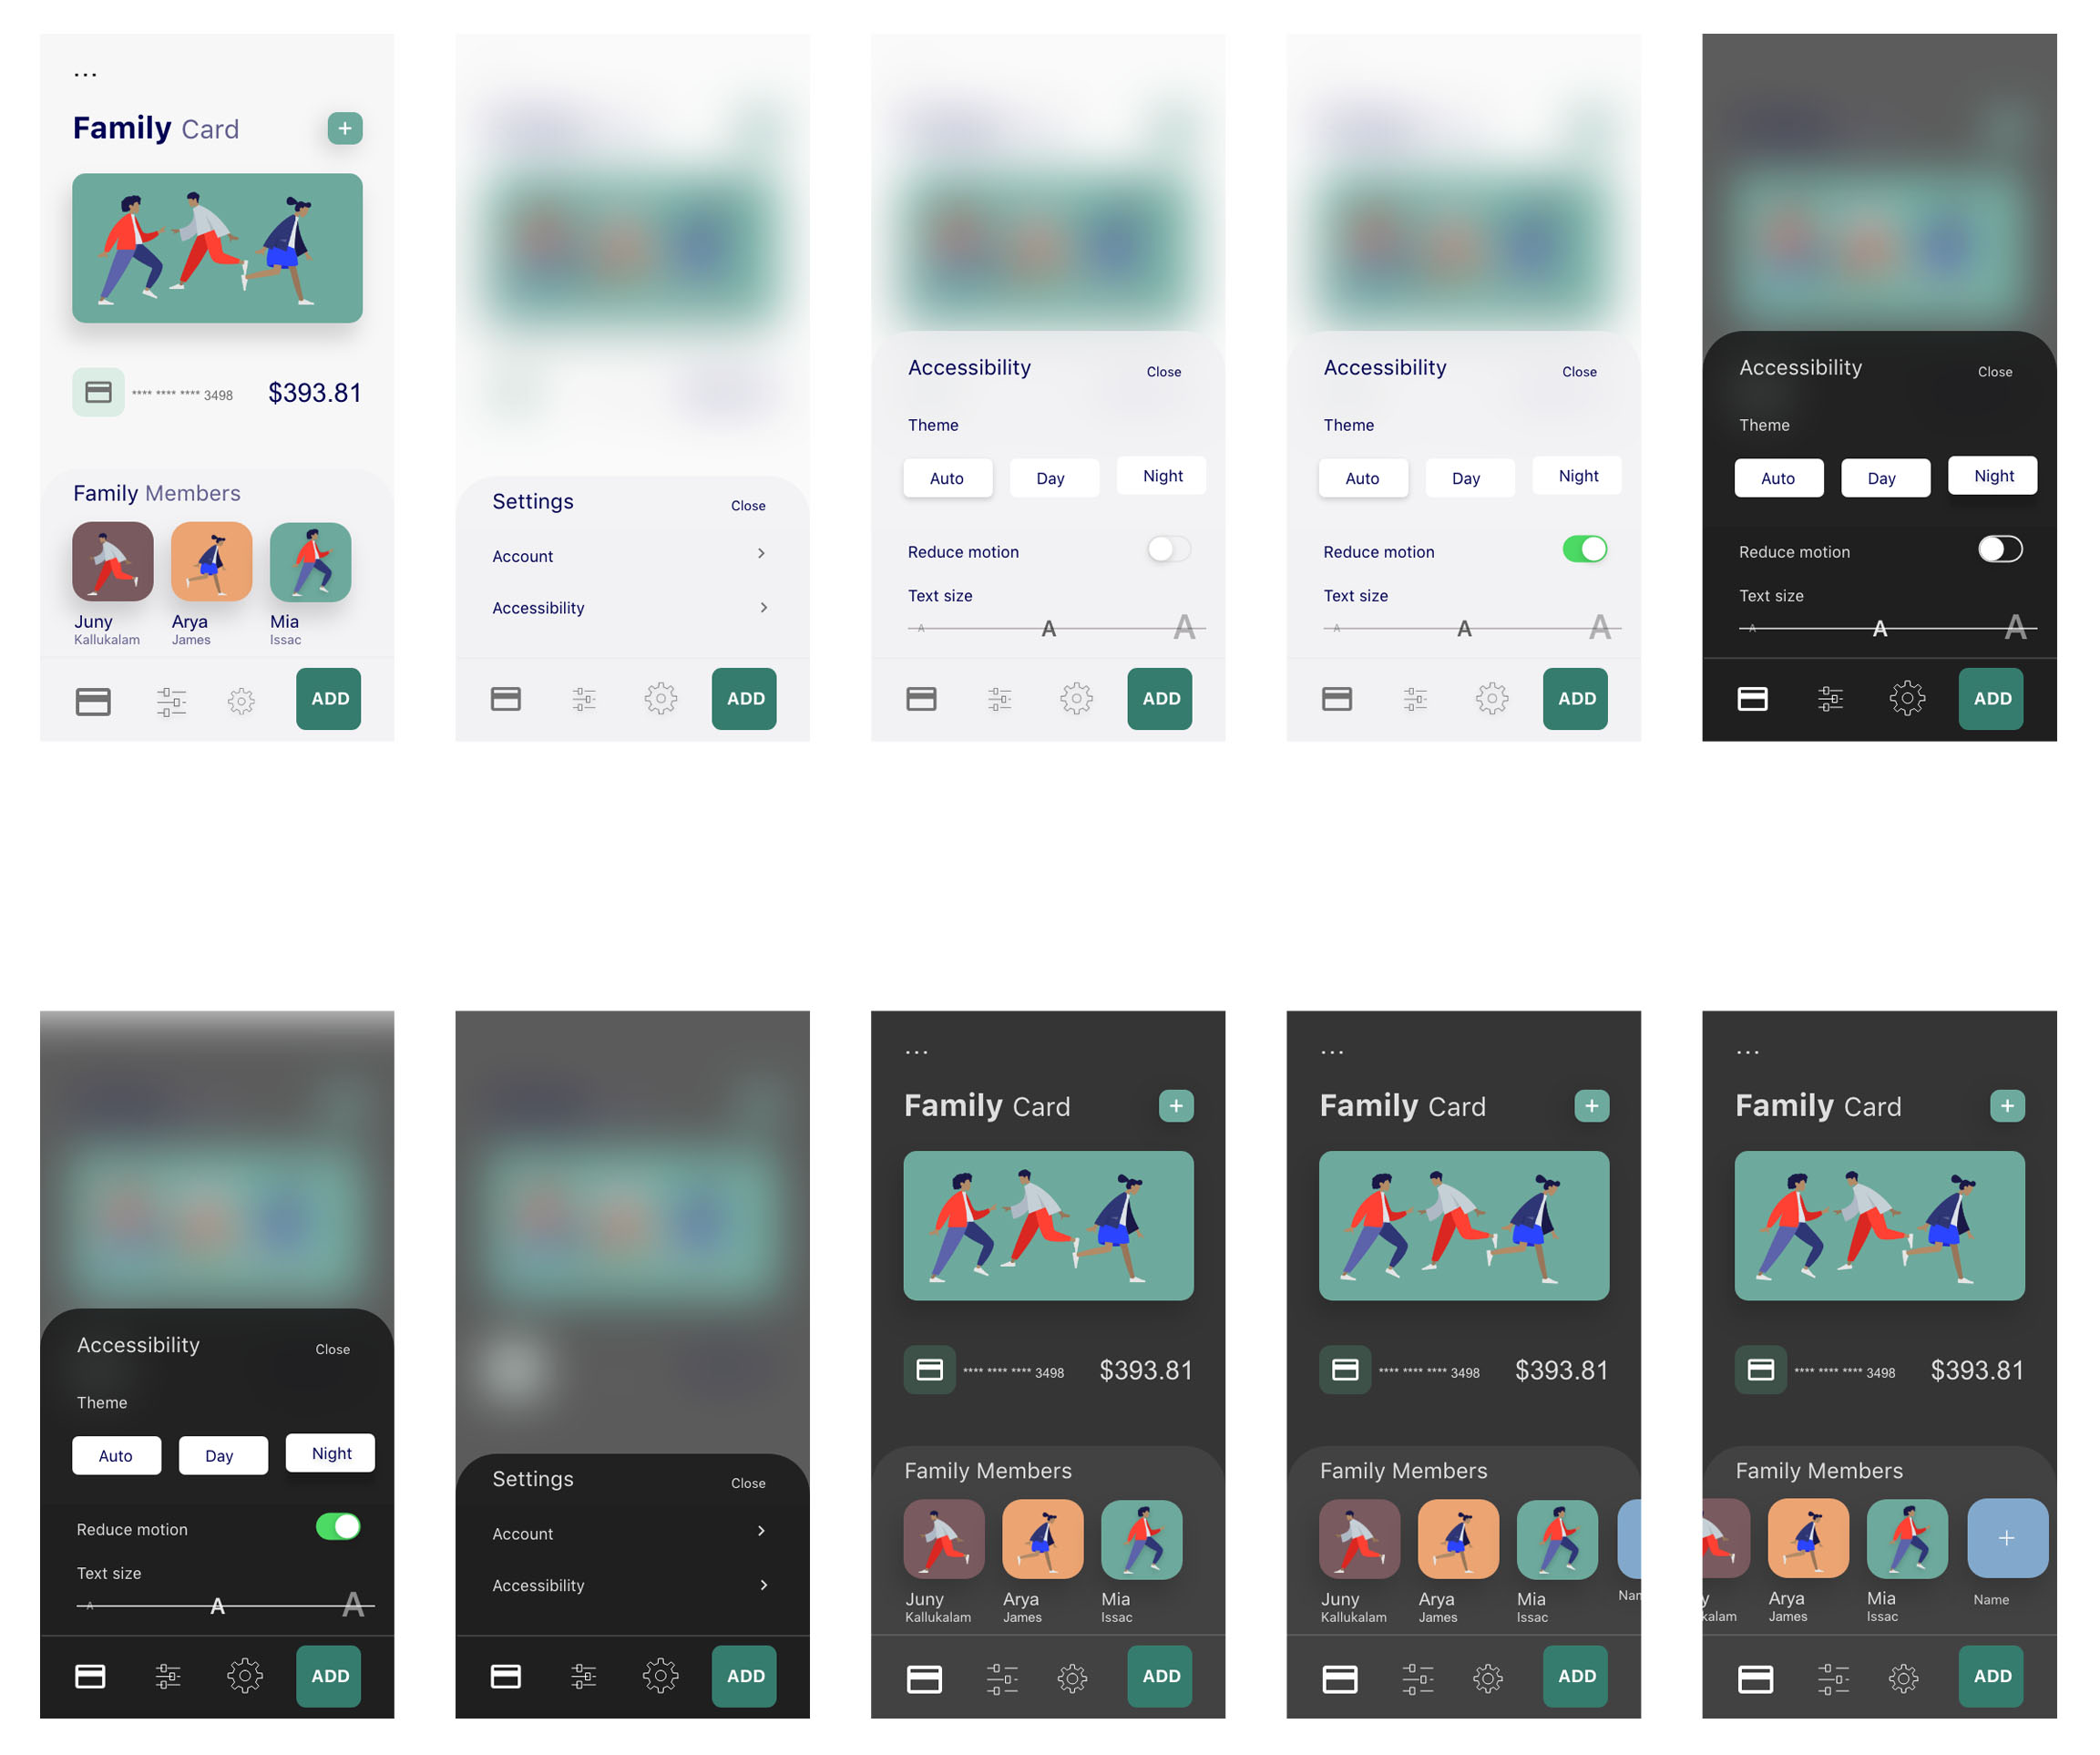 ...
Family Card
+
**** **** **** 3498 $393.81
Family Members
Juny Arya Mia
Kallukalam James Issac
ADD
Settings Close
Account
Accessibility
ADD
Accessibility Close
Theme
Auto Day Night
Reduce motion
Text size
A A A
ADD
Accessibility Close
Theme
Auto Day Night
Reduce motion
Text size
A A A
ADD
Accessibility Close
Theme
Auto Day Night
Reduce motion
Text size
A A A
ADD
Accessibility Close
Theme
Auto Day Night
Reduce motion
Text size
A A A
ADD
Settings Close
Account
Accessibility
ADD
...
Family Card
+
**** **** **** 3498 $393.81
Family Members
Juny Arya Mia
Kallukalam James Issac
ADD
...
Family Card
+
**** **** **** 3498 $393.81
Family Members
Juny Arya Mia Nam
Kallukalam James Issac
ADD
...
Family Card
+
**** **** **** 3498 $393.81
Family Members
+
y Arya Mia Name
kalam James Issac
ADD